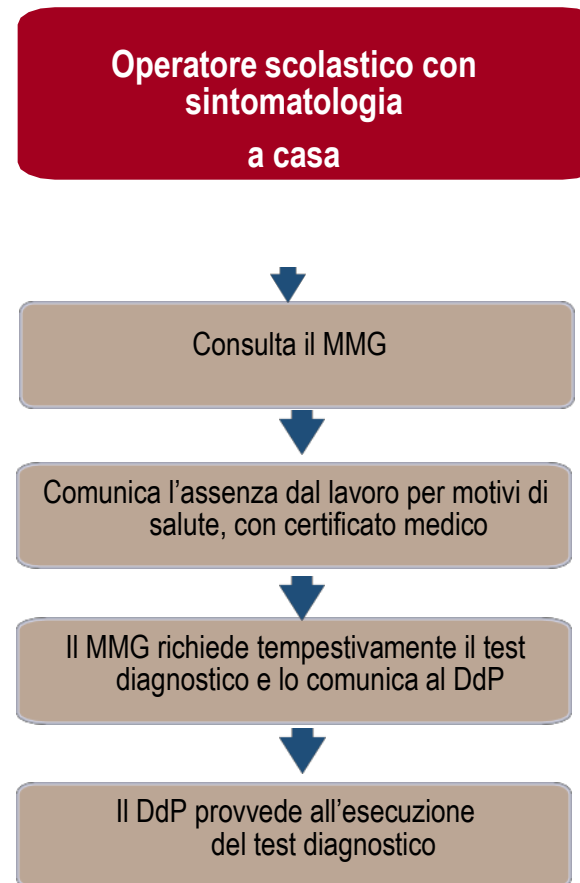 Operatore scolastico con
sintomatologia
a casa
Consulta il MMG
Comunica l’assenza dal lavoro per motivi di
salute, con certificato medico
Il MMG richiede tempestivamente il test
diagnostico e lo comunica al DdP
Il DdP provvede all’esecuzione
del test diagnostico